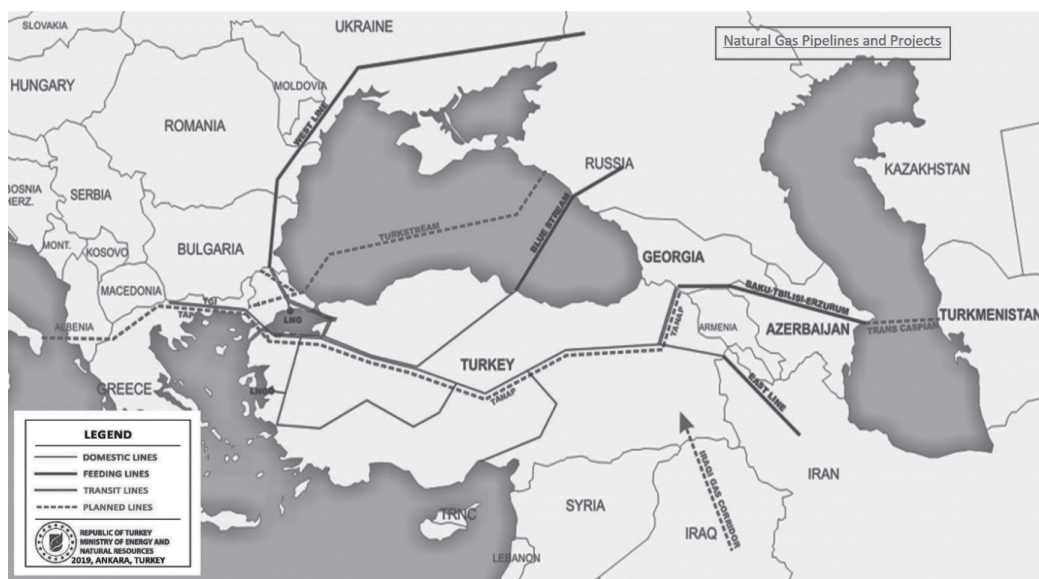 SLOVAKIA
UKRAINE
Natural Gas Pipelines and Projects
HUNGARY
MOLDOVIA
ROMANIA
WEST LINE
RUSSIA
KAZAKHSTAN
BOSNIA
HERZ.
SERBIA
MONT.
KOSOVO
BULGARIA
TURKSTREAM
BLUE STREAM
GEORGIA
MACEDONIA
BAKU-TBILISI-ERZURUM
TGI
TAP
LNG
TANAP
ARMENIA
AZERBAIJAN
TRANS CASPIAN
TURKMENISTAN
ALBENIA
TURKEY
GREECE
LNG
TANAP
EAST LINE
LEGEND
DOMESTIC LINES
FEEDING LINES
TRANSIT LINES
PLANNED LINES
REPUBLIC OF TURKEY
MINISTRY OF ENERGY AND
NATURAL RESOURCES
2019, ANKARA, TURKEY
IRAQI GAS CORRIDOR
IRAN
SYRIA
TRNC
IRAQ
LEBANON